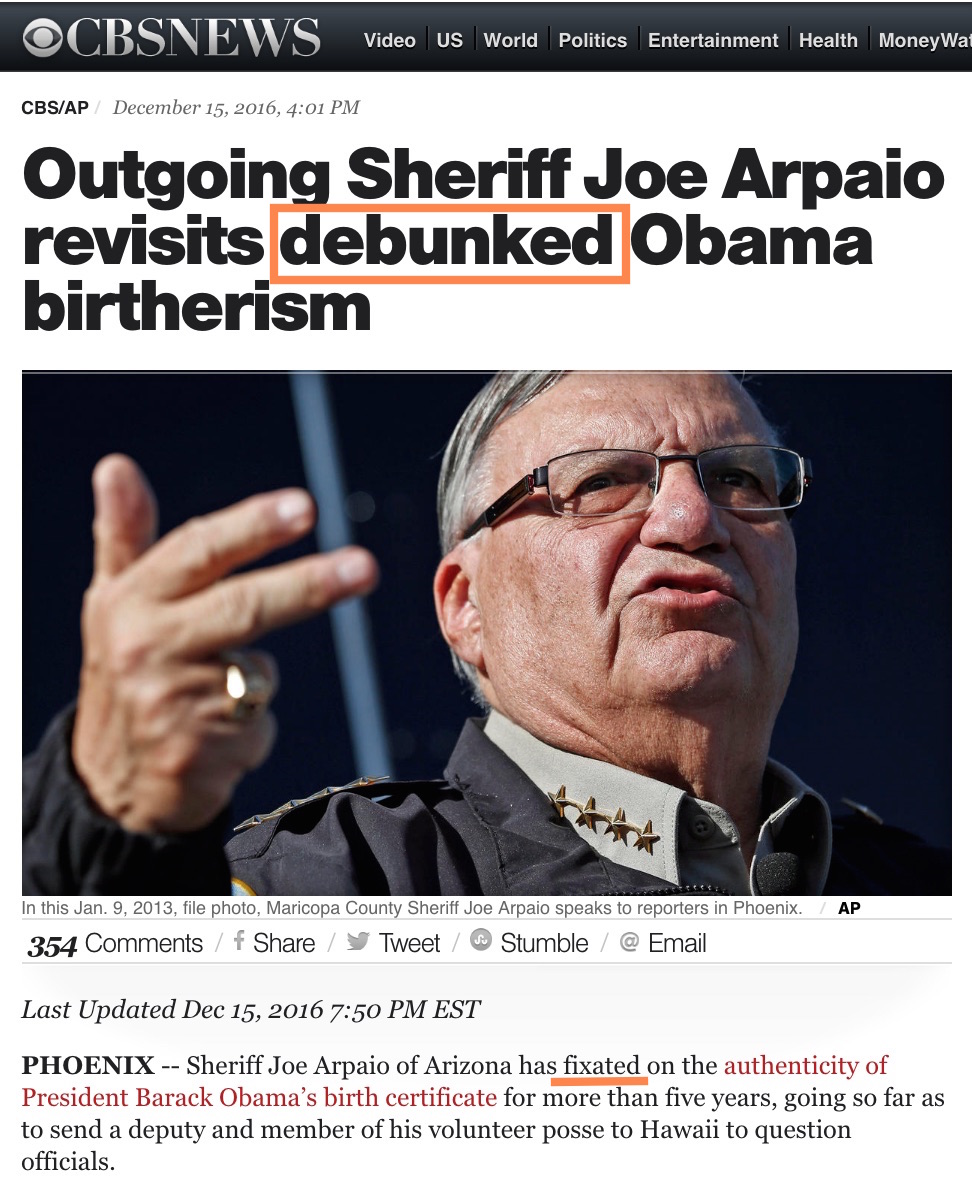 CBSNEWS
Video US World Politics Entertainment Health MoneyWat
CBS/AP / December 15, 2016, 4:01 PM
Outgoing Sheriff Joe Arpaio
revisits debunked Obama
birtherism
In this Jan. 9, 2013, file photo, Maricopa County Sheriff Joe Arpaio speaks to reporters in Phoenix. / AP
354 Comments / f Share / Tweet / Stumble / @ Email
Last Updated Dec 15, 2016 7:50 PM EST
PHOENIX -- Sheriff Joe Arpaio of Arizona has fixated on the authenticity of
President Barack Obama’s birth certificate for more than five years, going so far as
to send a deputy and member of his volunteer posse to Hawaii to question
officials.